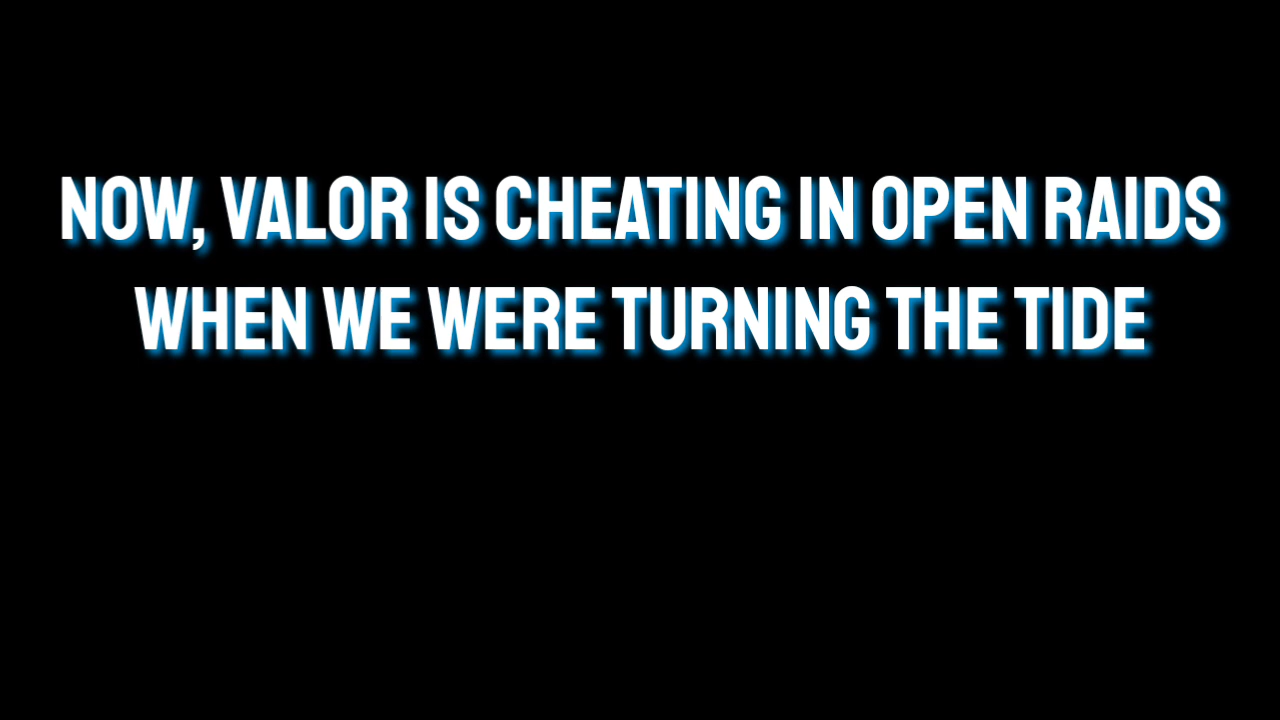 NOW, VALOR IS CHEATING IN OPEN RAIDS
WHEN WE WERE TURNING THE TIDE